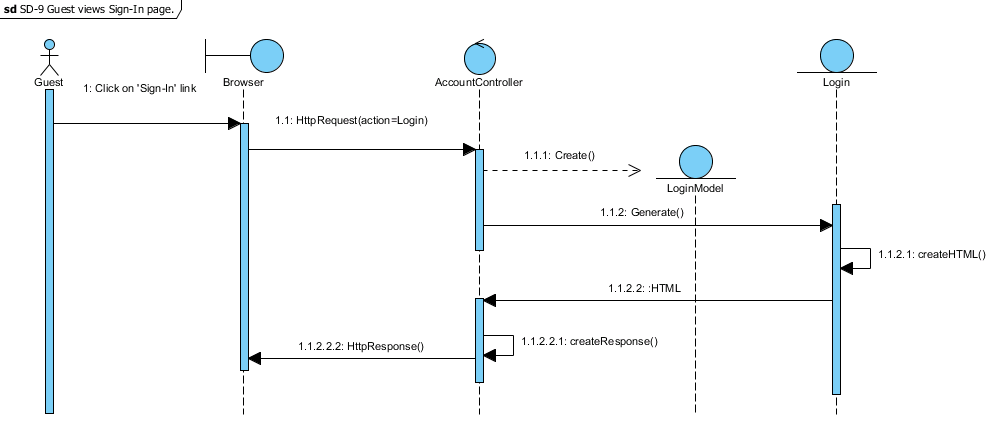 sd SD-9 Guest views Sign-In page.
Guest
Browser
AccountController
Login
1: Click on 'Sign-In' link
1.1: HttpRequest(action=Login)
1.1.1: Create()
LoginModel
1.1.2: Generate()
1.1.2.1: createHTML()
1.1.2.2: :HTML
1.1.2.2.1: createResponse()
1.1.2.2.2: HttpResponse()